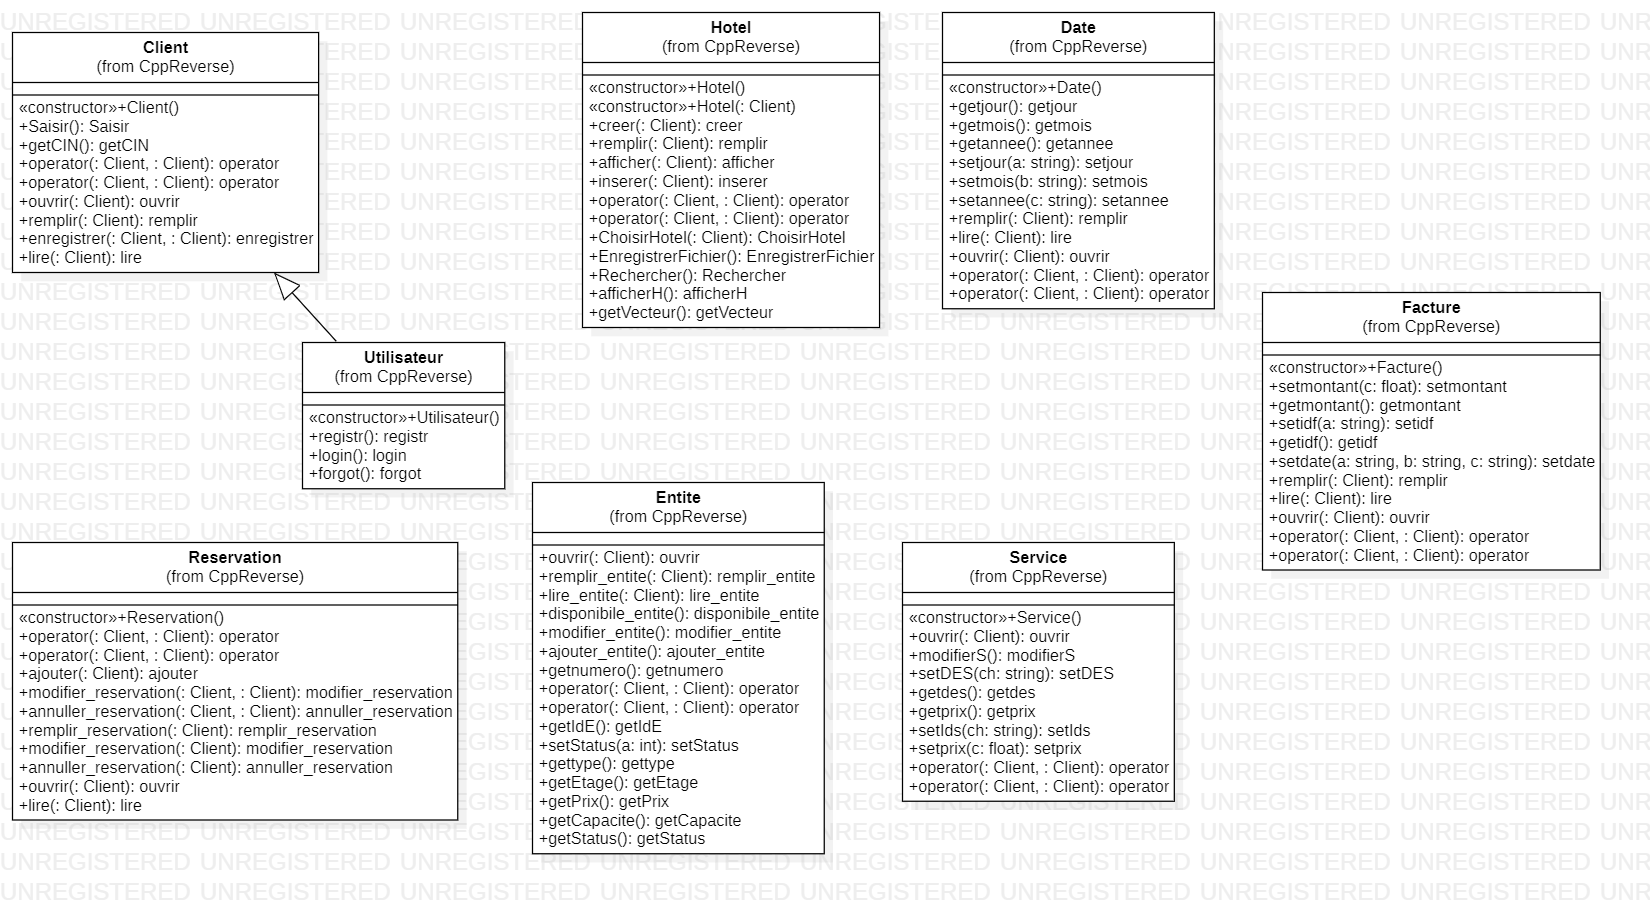 Client
(from CppReverse)
«constructor»+Client()
+Saisir(): Saisir
+getCIN(): getCIN
+operator(: Client, : Client): operator
+operator(: Client, : Client): operator
+ouvrir(: Client): ouvrir
+remplir(: Client): remplir
+enregistrer(: Client, : Client): enregistrer
+lire(: Client): lire
Hotel
(from CppReverse)
«constructor»+Hotel()
«constructor»+Hotel(: Client)
+creer(: Client): creer
+remplir(: Client): remplir
+afficher(: Client): afficher
+inserer(: Client): inserer
+operator(: Client, : Client): operator
+operator(: Client, : Client): operator
+ChoisirHotel(: Client): ChoisirHotel
+EnregistrerFichier(): EnregistrerFichier
+Rechercher(): Rechercher
+afficherH(): afficherH
+getVecteur(): getVecteur
Date
(from CppReverse)
«constructor»+Date()
+getjour(): getjour
+getmois(): getmois
+getannee(): getannee
+setjour(a: string): setjour
+setmois(b: string): setmois
+setannee(c: string): setannee
+remplir(: Client): remplir
+lire(: Client): lire
+ouvrir(: Client): ouvrir
+operator(: Client, : Client): operator
+operator(: Client, : Client): operator
Facture
(from CppReverse)
«constructor»+Facture()
+setmontant(c: float): setmontant
+getmontant(): getmontant
+setidf(a: string): setidf
+getidf(): getidf
+setdate(a: string, b: string, c: string): setdate
+remplir(: Client): remplir
+lire(: Client): lire
+ouvrir(: Client): ouvrir
+operator(: Client, : Client): operator
+operator(: Client, : Client): operator
Utilisateur
(from CppReverse)
«constructor»+Utilisateur()
+registr(): registr
+login(): login
+forgot(): forgot
Reservation
(from CppReverse)
«constructor»+Reservation()
+operator(: Client, : Client): operator
+operator(: Client, : Client): operator
+ajouter(: Client): ajouter
+modifier_reservation(: Client, : Client): modifier_reservation
+annuller_reservation(: Client, : Client): annuller_reservation
+remplir_reservation(: Client): remplir_reservation
+modifier_reservation(: Client): modifier_reservation
+annuller_reservation(: Client): annuller_reservation
+ouvrir(: Client): ouvrir
+lire(: Client): lire
Entite
(from CppReverse)
+ouvrir(: Client): ouvrir
+remplir_entite(: Client): remplir_entite
+lire_entite(: Client): lire_entite
+disponibile_entite(): disponibile_entite
+modifier_entite(): modifier_entite
+ajouter_entite(): ajouter_entite
+getnumero(): getnumero
+operator(: Client, : Client): operator
+operator(: Client, : Client): operator
+getIdE(): getIdE
+setStatus(a: int): setStatus
+gettype(): gettype
+getEtage(): getEtage
+getPrix(): getPrix
+getCapacite(): getCapacite
+getStatus(): getStatus
Service
(from CppReverse)
«constructor»+Service()
+ouvrir(: Client): ouvrir
+modifierS(): modifierS
+setDES(ch: string): setDES
+getdes(): getdes
+getprix(): getprix
+setIds(ch: string): setIds
+setprix(c: float): setprix
+operator(: Client, : Client): operator
+operator(: Client, : Client): operator
UNREGISTERED